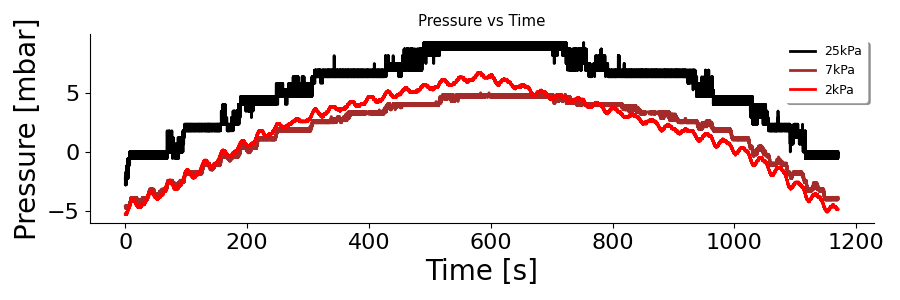 Pressure vs Time
Pressure [mbar]
5
0
−5
25kPa
7kPa
2kPa
0 200 400 600 800 1000 1200
Time [s]